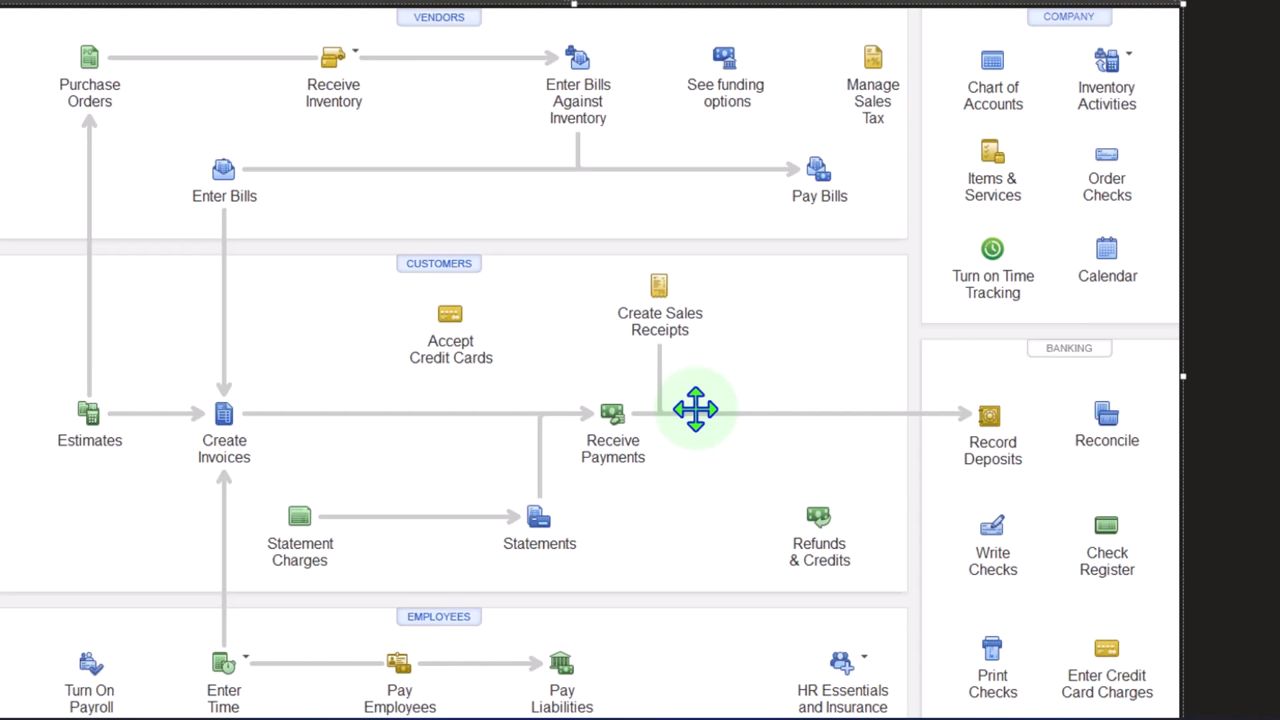 VENDORS
Purchase
Orders
Receive
Inventory
Enter Bills
Against
Inventory
See funding
options
Manage
Sales
Tax
Enter Bills
Pay Bills
CUSTOMERS
Create Sales
Receipts
Accept
Credit Cards
Estimates
Create
Invoices
Receive
Payments
Statement
Charges
Statements
Refunds
& Credits
EMPLOYEES
Turn On
Payroll
Enter
Time
Pay
Employees
Pay
Liabilities
HR Essentials
and Insurance
COMPANY
Chart of
Accounts
Inventory
Activities
Items &
Services
Order
Checks
Turn on Time
Tracking
Calendar
BANKING
Record
Deposits
Reconcile
Write
Checks
Check
Register
Print
Checks
Enter Credit
Card Charges